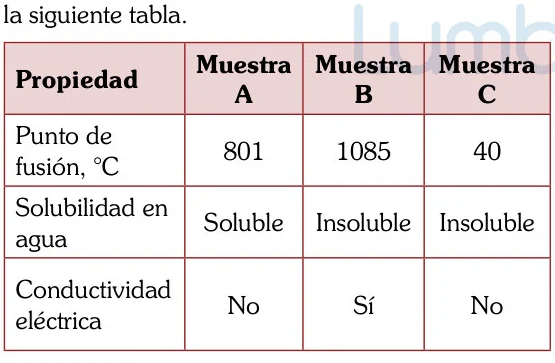 la siguiente tabla.
Lumb
Propiedad
Muestra A
Muestra B
Muestra C
Punto de fusión, °C
801
1085
40
Solubilidad en agua
Soluble
Insoluble
Insoluble
Conductividad eléctrica
No
Sí
No